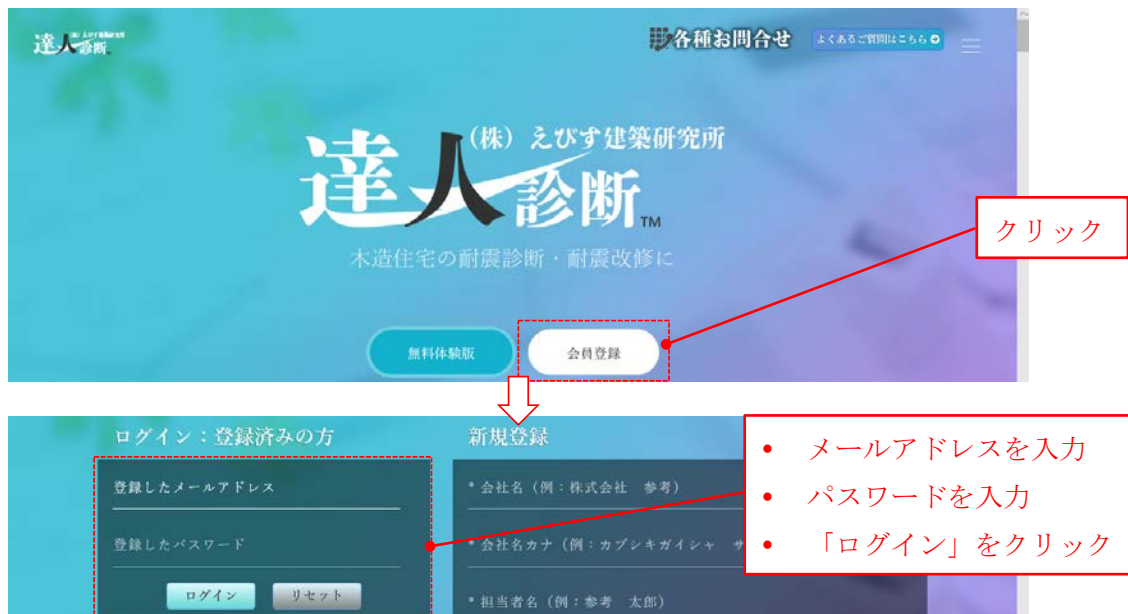 達人診断
各種お問合せ
よくあるご質問はこちら
(株) えびす建築研究所
達人診断 TM
木造住宅の耐震診断・耐震改修に
クリック
無料体験版
会員登録
ログイン：登録済みの方
新規登録
登録したメールアドレス
登録したパスワード
ログイン
リセット
* 会社名（例：株式会社 参考）
* 会社名カナ（例：カブシキガイシャ サ
* 担当者名（例：参考 太郎）
• メールアドレスを入力
• パスワードを入力
• 「ログイン」をクリック